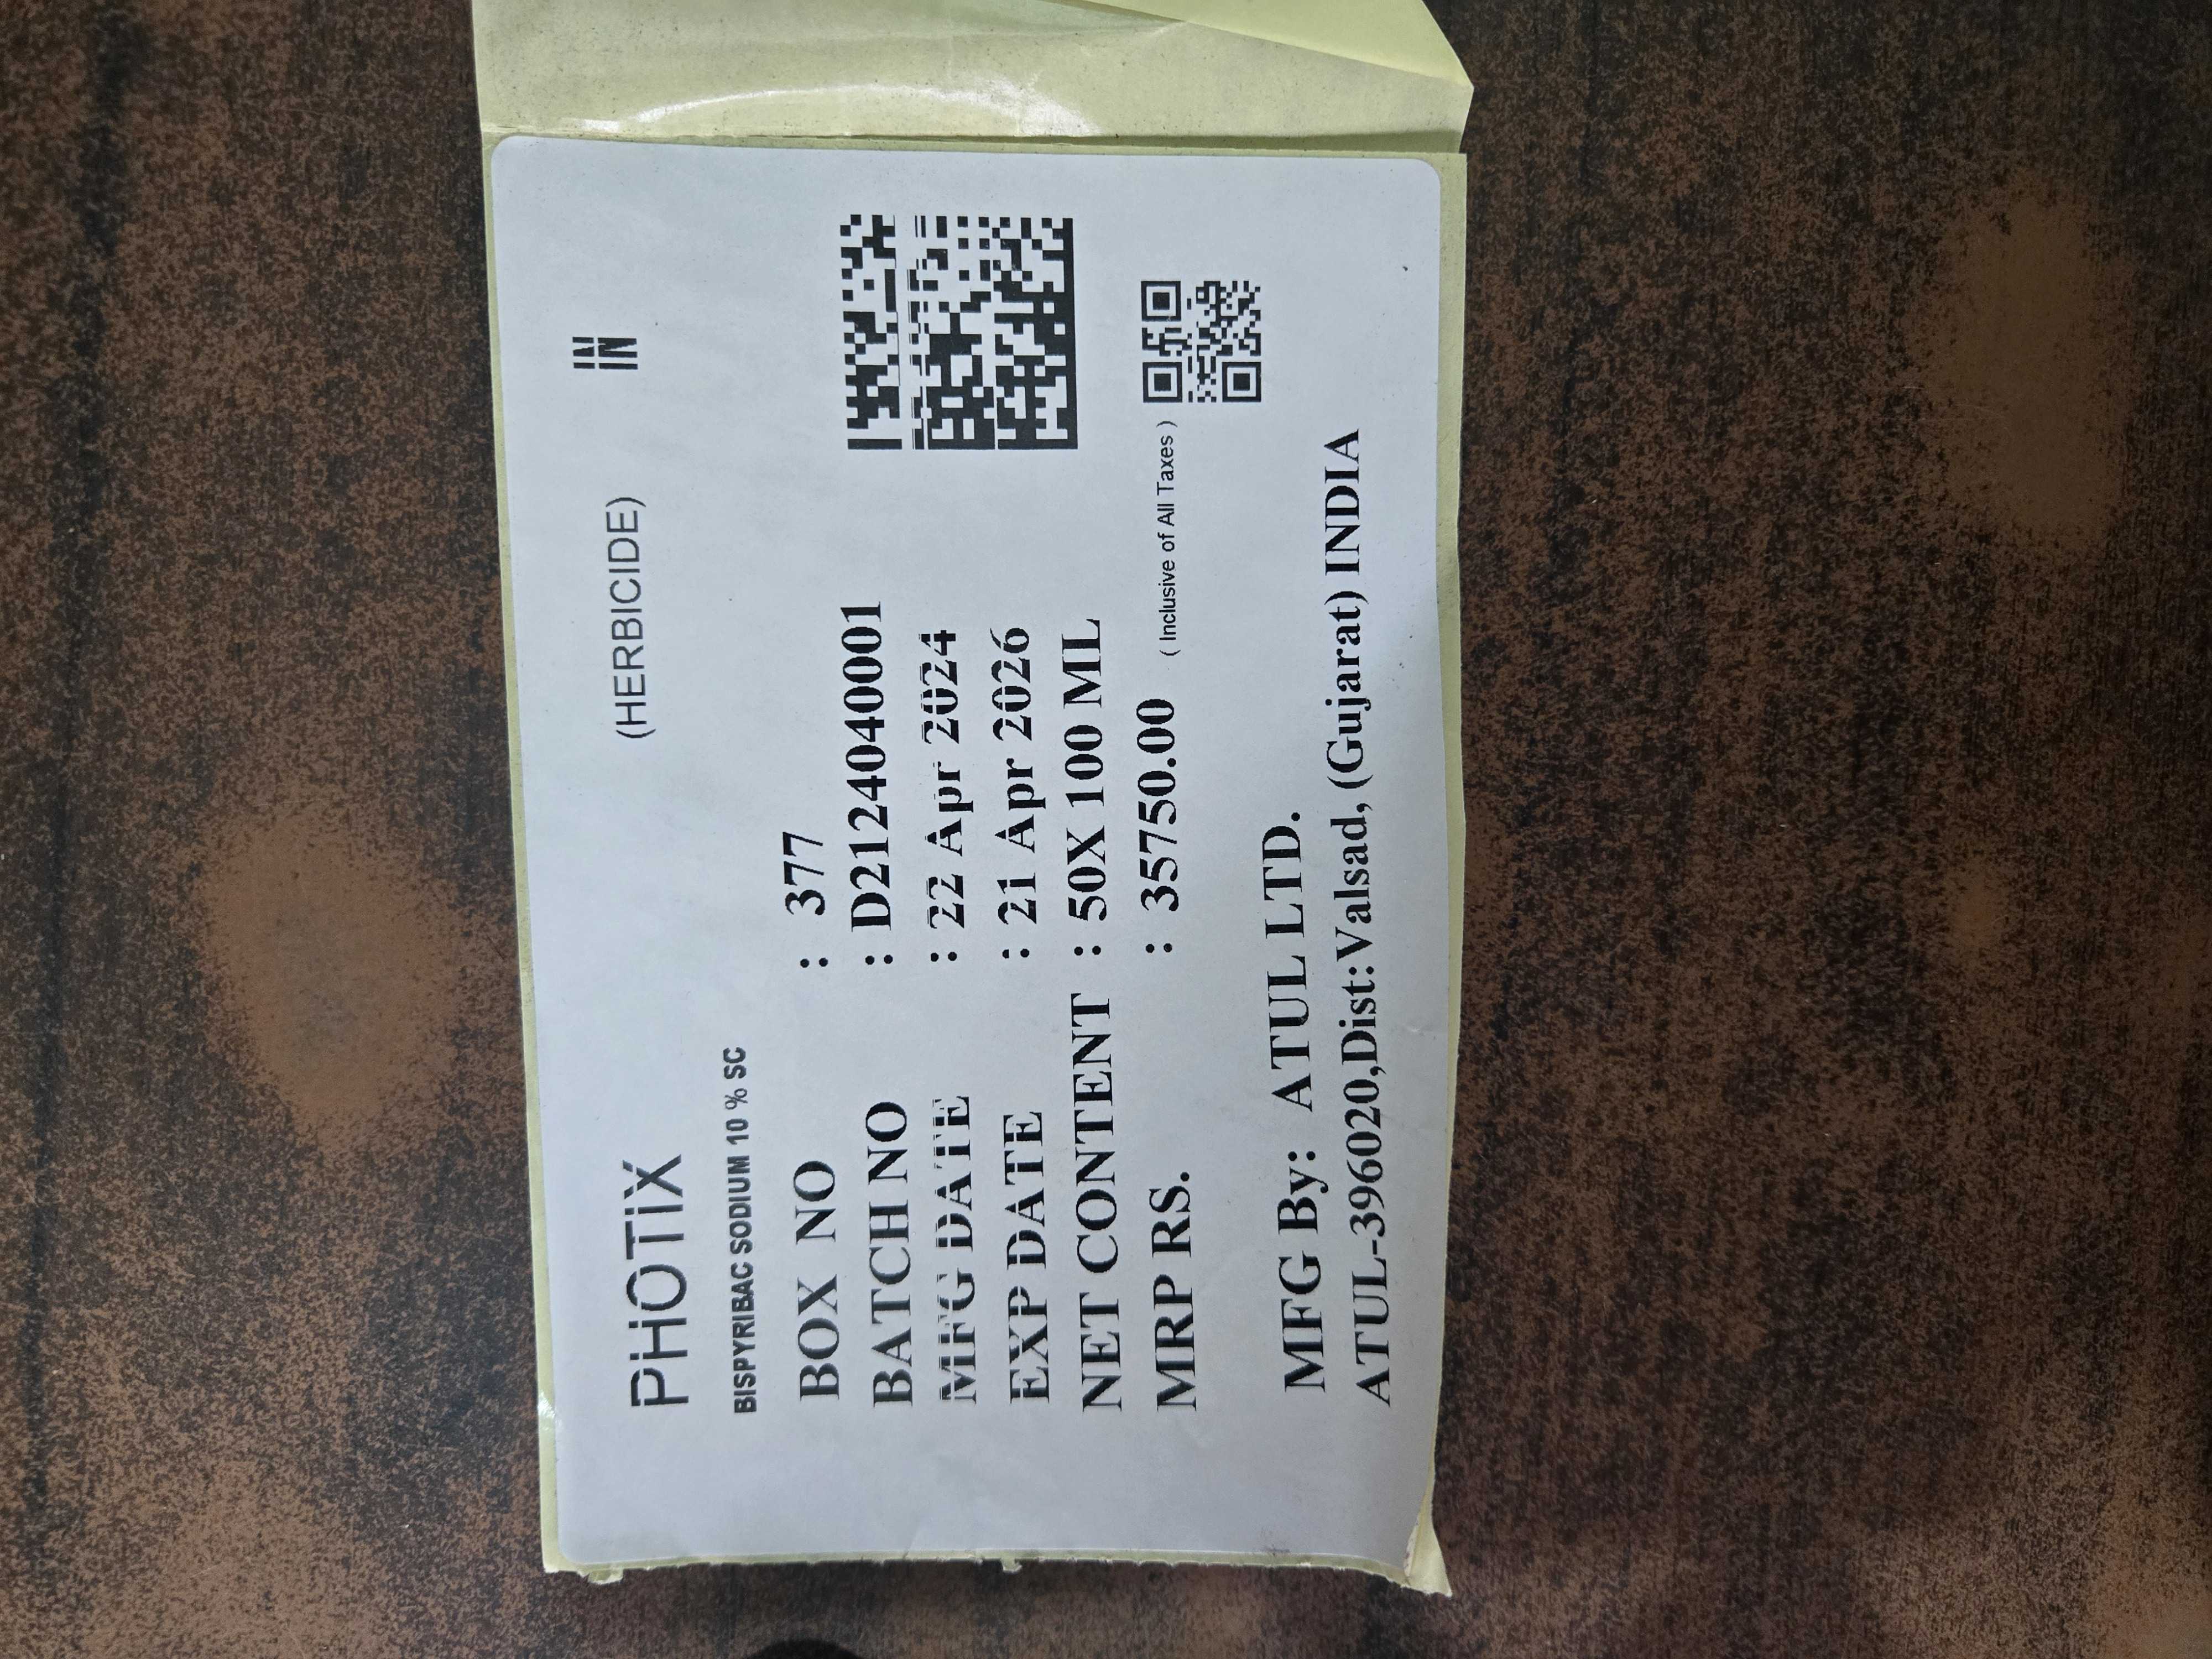 IN
PHOTIX (HERBICIDE)
BISPYRIBAC SODIUM 10 % SC
BOX NO : 377
BATCH NO : D2124040001
MFG DATE : 22 Apr 2024
EXP DATE : 21 Apr 2026
NET CONTENT : 50X 100 ML
MRP RS. : 35750.00 ( Inclusive of All Taxes )
MFG By: ATUL LTD.
ATUL-396020,Dist:Valsad, (Gujarat) INDIA